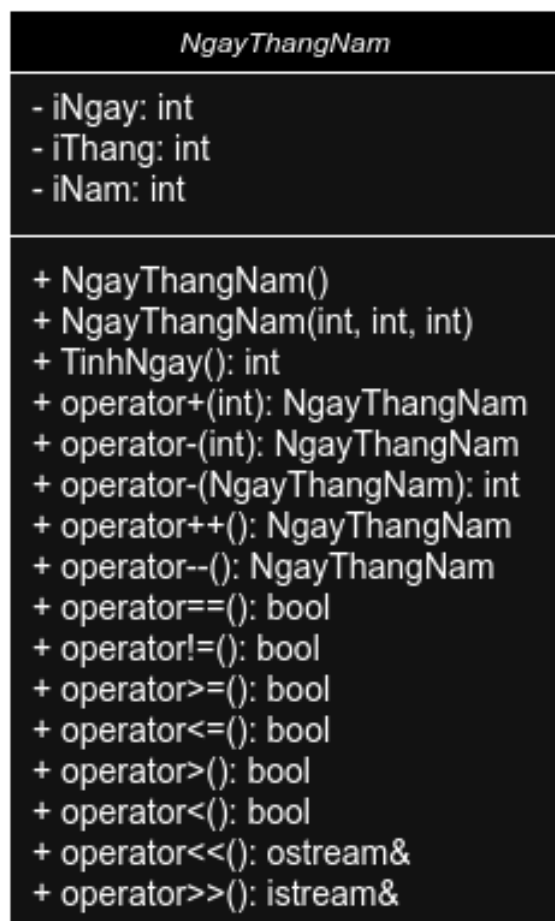 NgayThangNam
- iNgay: int
- iThang: int
- iNam: int
+ NgayThangNam()
+ NgayThangNam(int, int, int)
+ TinhNgay(): int
+ operator+(int): NgayThangNam
+ operator-(int): NgayThangNam
+ operator-(NgayThangNam): int
+ operator++(): NgayThangNam
+ operator--(): NgayThangNam
+ operator==(): bool
+ operator!=(): bool
+ operator>=(): bool
+ operator<=(): bool
+ operator>(): bool
+ operator<(): bool
+ operator<<(): ostream&
+ operator>>(): istream&